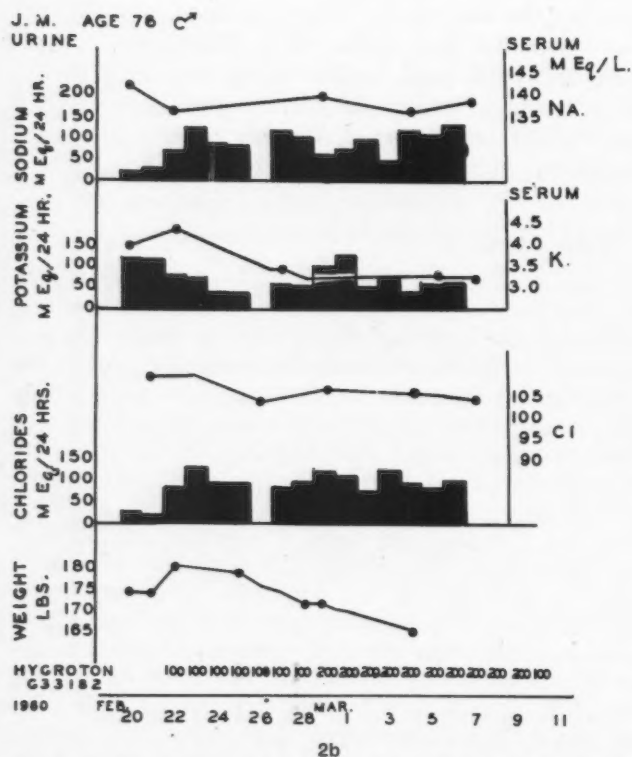 J. M. AGE 76 ♂
URINE
SERUM
M Eq/L.
SODIUM
M Eq/24 HR.
200
150
100
50
0
145
140
135
NA.
POTASSIUM
M Eq/24 HR.
150
100
50
0
SERUM
4.5
4.0
3.5
3.0
K.
CHLORIDES
M Eq/24 HRS.
150
100
50
0
105
100
95
90
Cl
WEIGHT
LBS.
180
175
170
165
HYGROTON
G33182
100 100 100 100 100 100 100 200 200 200 200 200 200 200 200 200 200 100
1960 FEB. MAR.
20 22 24 26 28 1 3 5 7 9 11
2b